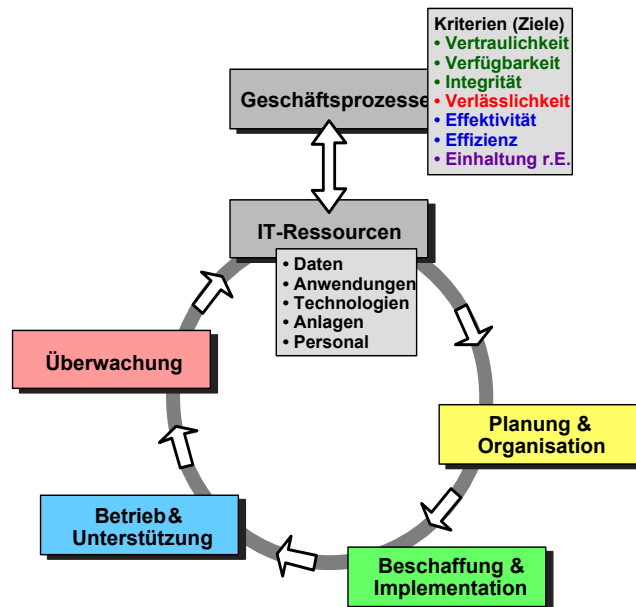 Kriterien (Ziele)
• Vertraulichkeit
• Verfügbarkeit
• Integrität
• Verlässlichkeit
• Effektivität
• Effizienz
• Einhaltung r.E.
Geschäftsprozesse
IT-Ressourcen
• Daten
• Anwendungen
• Technologien
• Anlagen
• Personal
Überwachung
Planung &
Organisation
Betrieb &
Unterstützung
Beschaffung &
Implementation